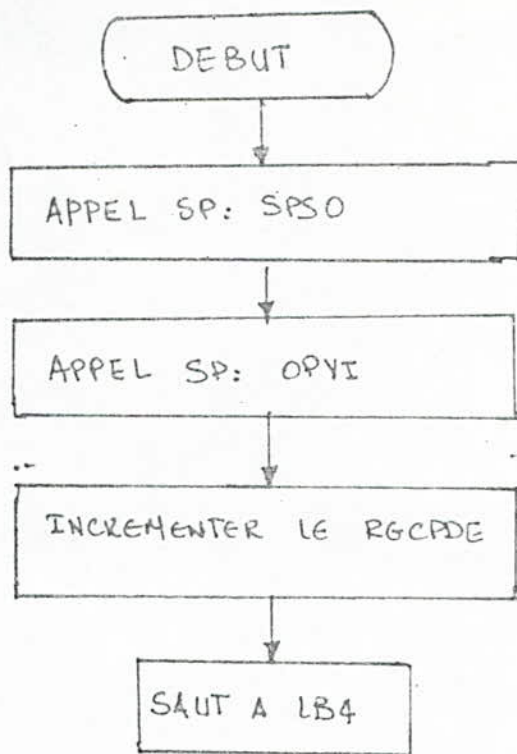 DEBUT
APPEL SP: SPSO
APPEL SP: OPYI
INCREMENTER LE RGCPDE
SAUT A LB4